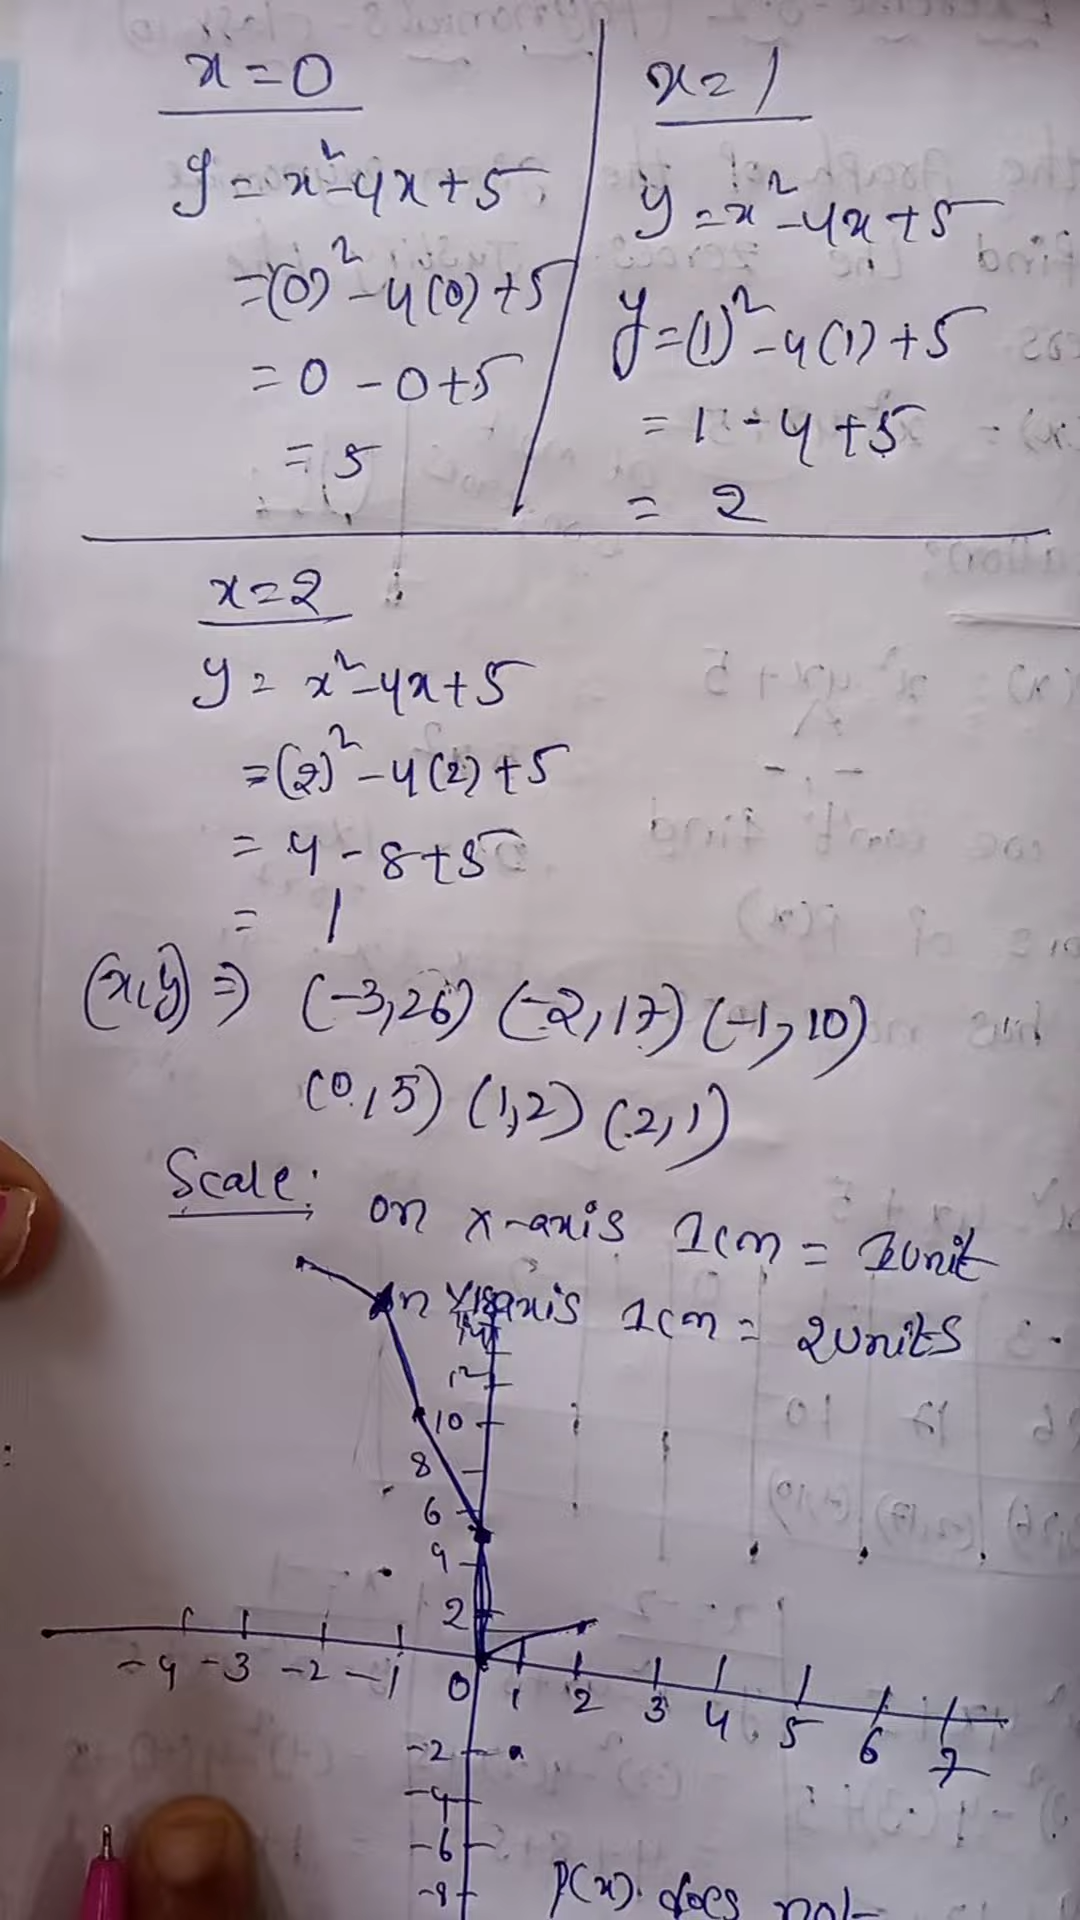 x=0
y=x²-4x+5
=(0)²-4(0)+5
=0-0+5
=5
x=1
y=x²-4x+5
y=(1)²-4(1)+5
=1-4+5
=2
x=2
y=x²-4x+5
=(2)²-4(2)+5
=4-8+5
=1
(x,y)⇒ (-3,26) (-2,17) (-1,10)
(0,5) (1,2) (2,1)
Scale: on x-axis 1cm = 1unit
axis 1cm = 2units
14
12
10
8
6
4
2
-4 -3 -2 -1 0 1 2 3 4 5 6 7
-2
-4
-6
-8
P(x) does not